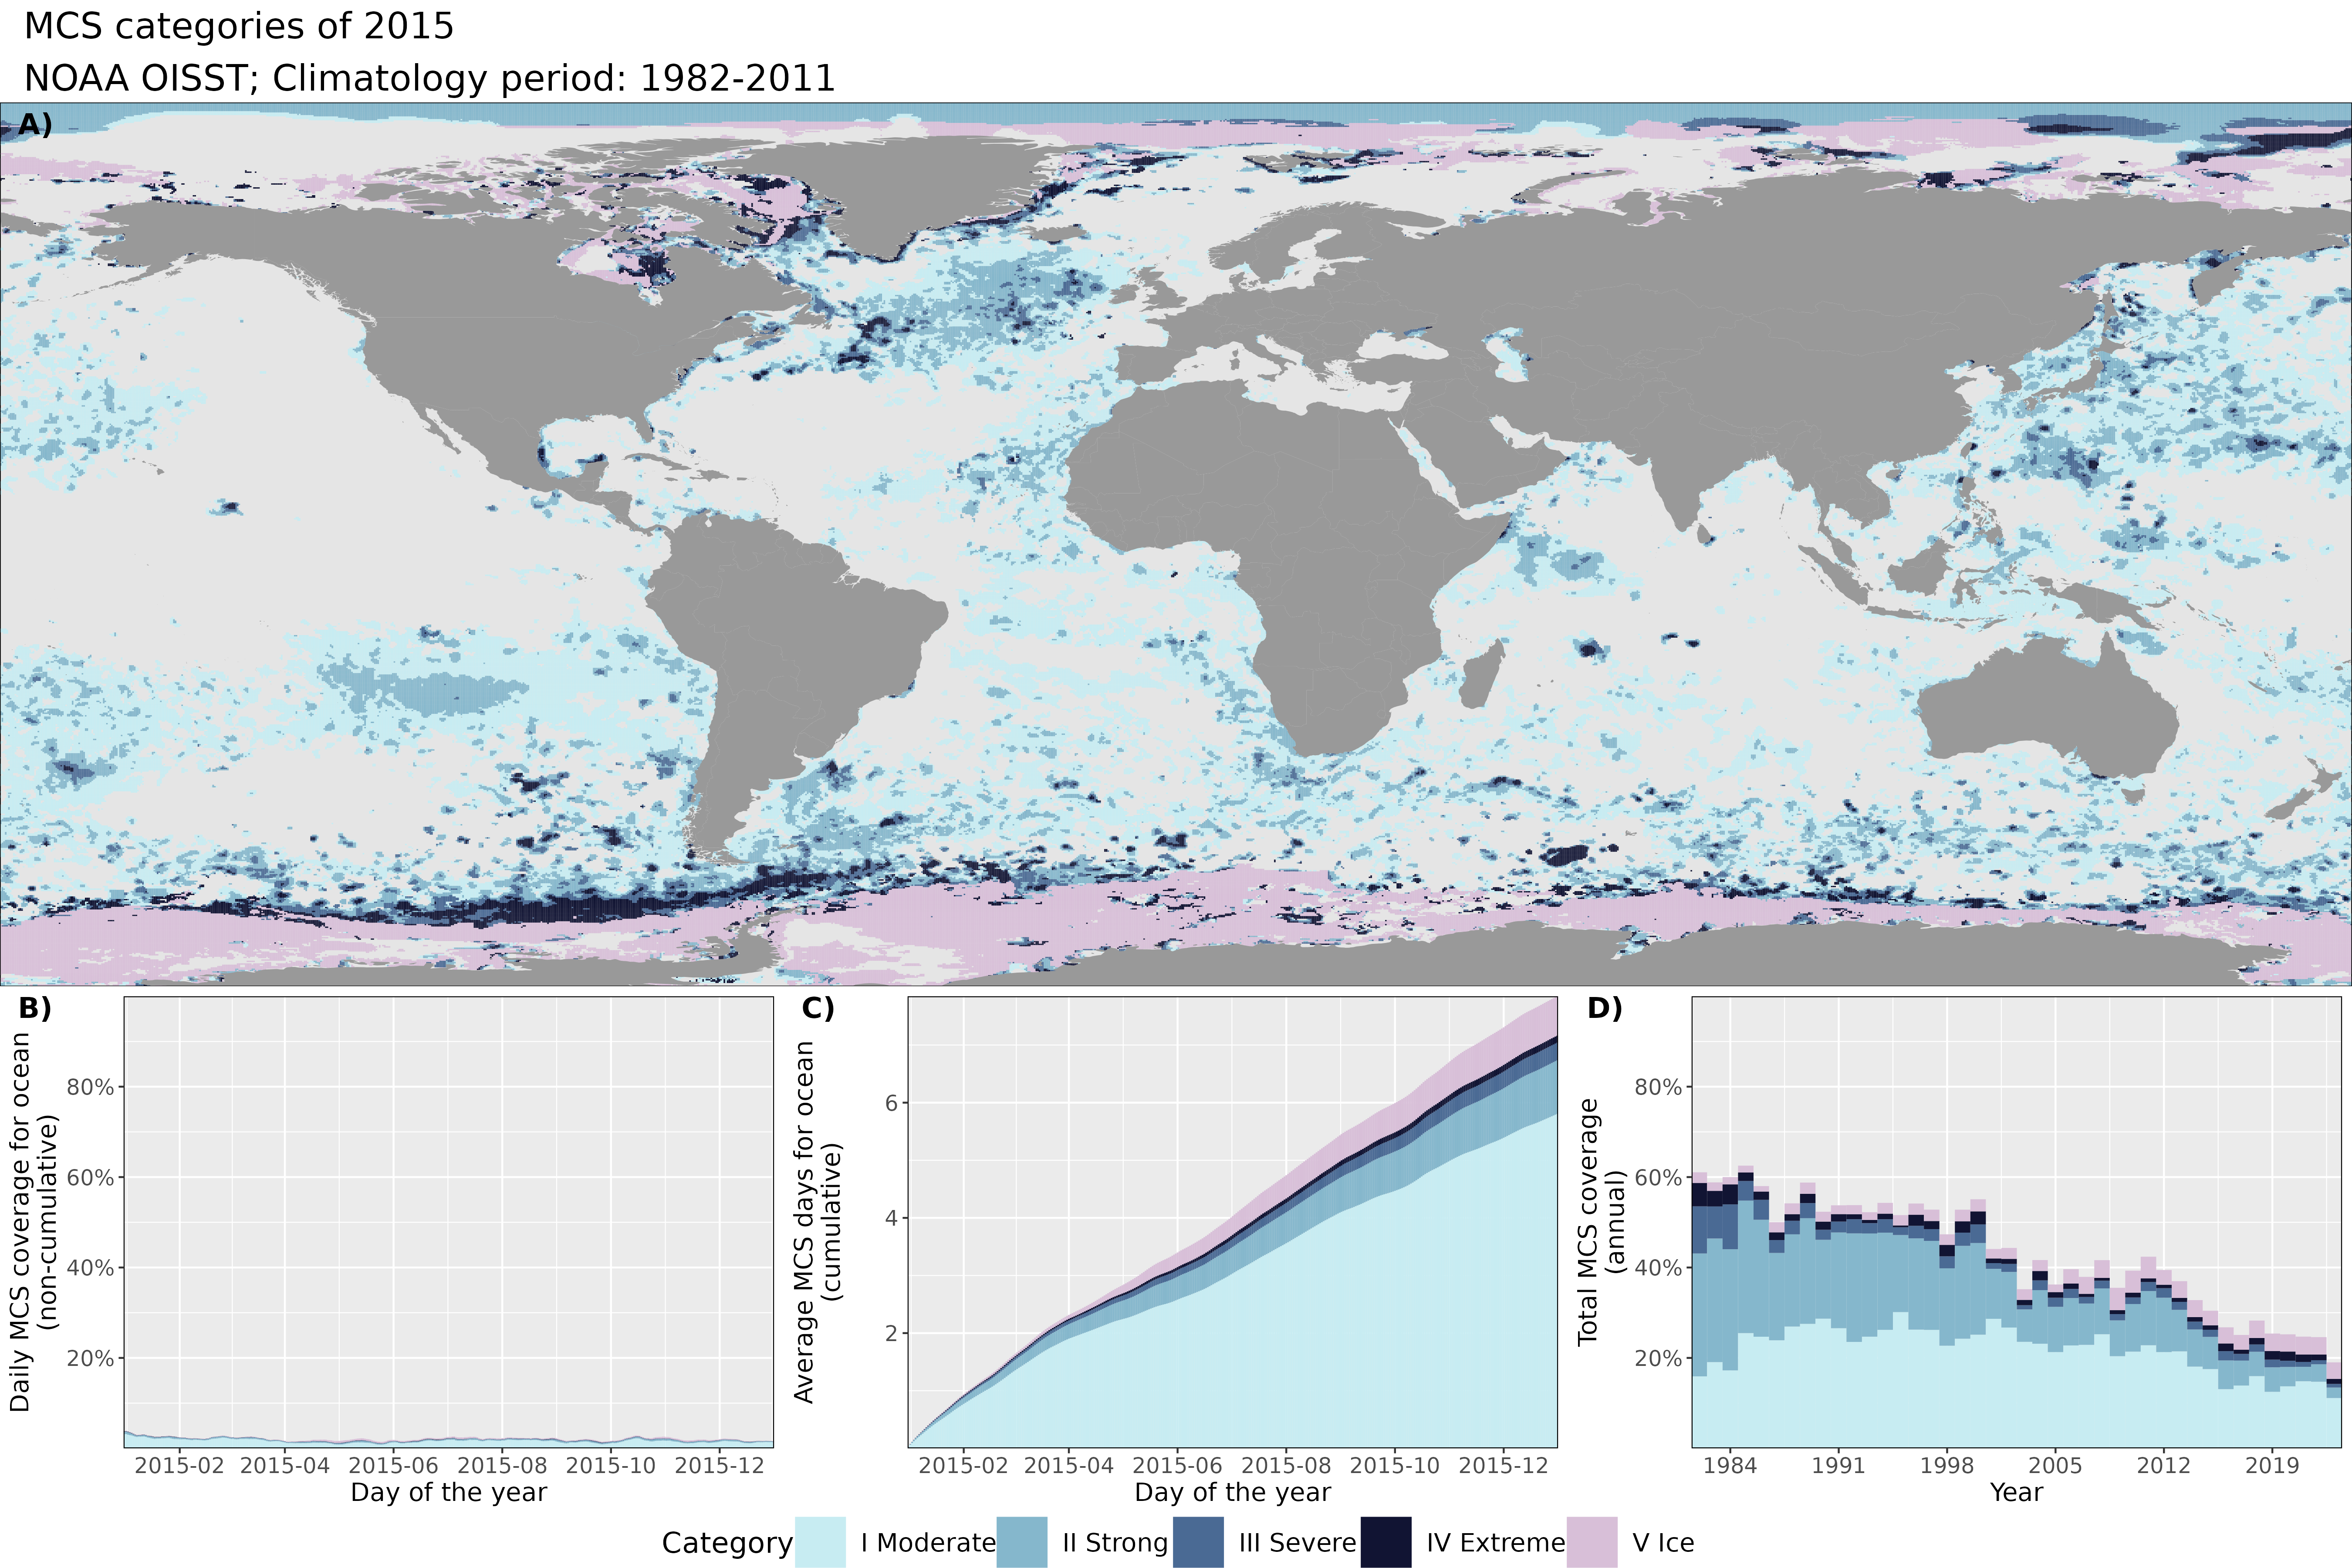 MCS categories of 2015
NOAA OISST; Climatology period: 1982-2011
A)
B)
Daily MCS coverage for ocean
(non-cumulative)
80%
60%
40%
20%
2015-02 2015-04 2015-06 2015-08 2015-10 2015-12
Day of the year
C)
Average MCS days for ocean
(cumulative)
6
4
2
2015-02 2015-04 2015-06 2015-08 2015-10 2015-12
Day of the year
D)
Total MCS coverage
(annual)
80%
60%
40%
20%
1984 1991 1998 2005 2012 2019
Year
Category I Moderate II Strong III Severe IV Extreme V Ice